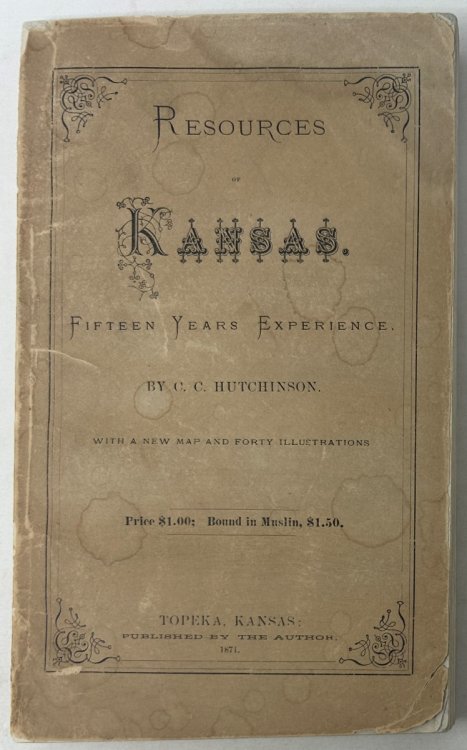 RESOURCES
OF
KANSAS.
FIFTEEN YEARS EXPERIENCE.
BY C. C. HUTCHINSON.
WITH A NEW MAP AND FORTY ILLUSTRATIONS
Price $1.00; Bound in Muslin, $1.50.
TOPEKA, KANSAS:
PUBLISHED BY THE AUTHOR.
1871.